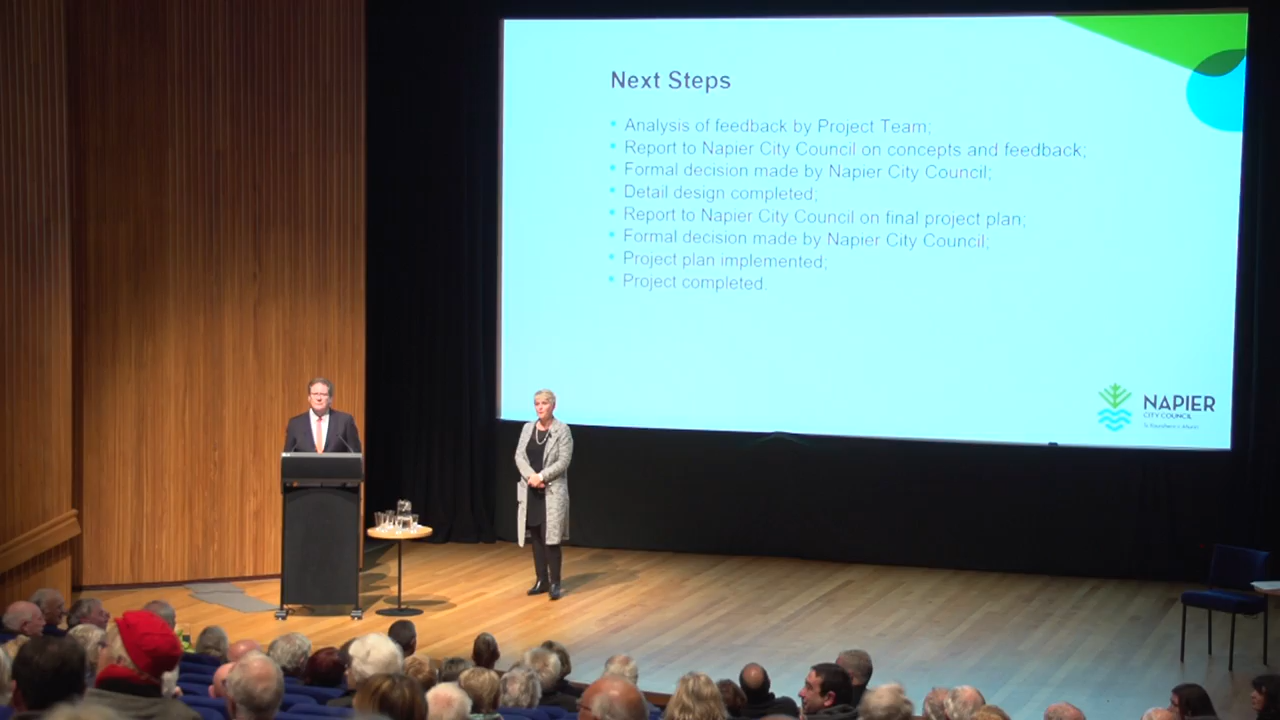 Next Steps
Analysis of feedback by Project Team;
Report to Napier City Council on concepts and feedback;
Formal decision made by Napier City Council;
Detail design completed;
Report to Napier City Council on final project plan;
Formal decision made by Napier City Council;
Project plan implemented;
Project completed.
NAPIER
CITY COUNCIL